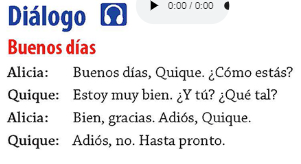 Diálogo
0:00 / 0:00
Buenos días
Alicia: Buenos días, Quique. ¿Cómo estás?
Quique: Estoy muy bien. ¿Y tú? ¿Qué tal?
Alicia: Bien, gracias. Adiós, Quique.
Quique: Adiós, no. Hasta pronto.